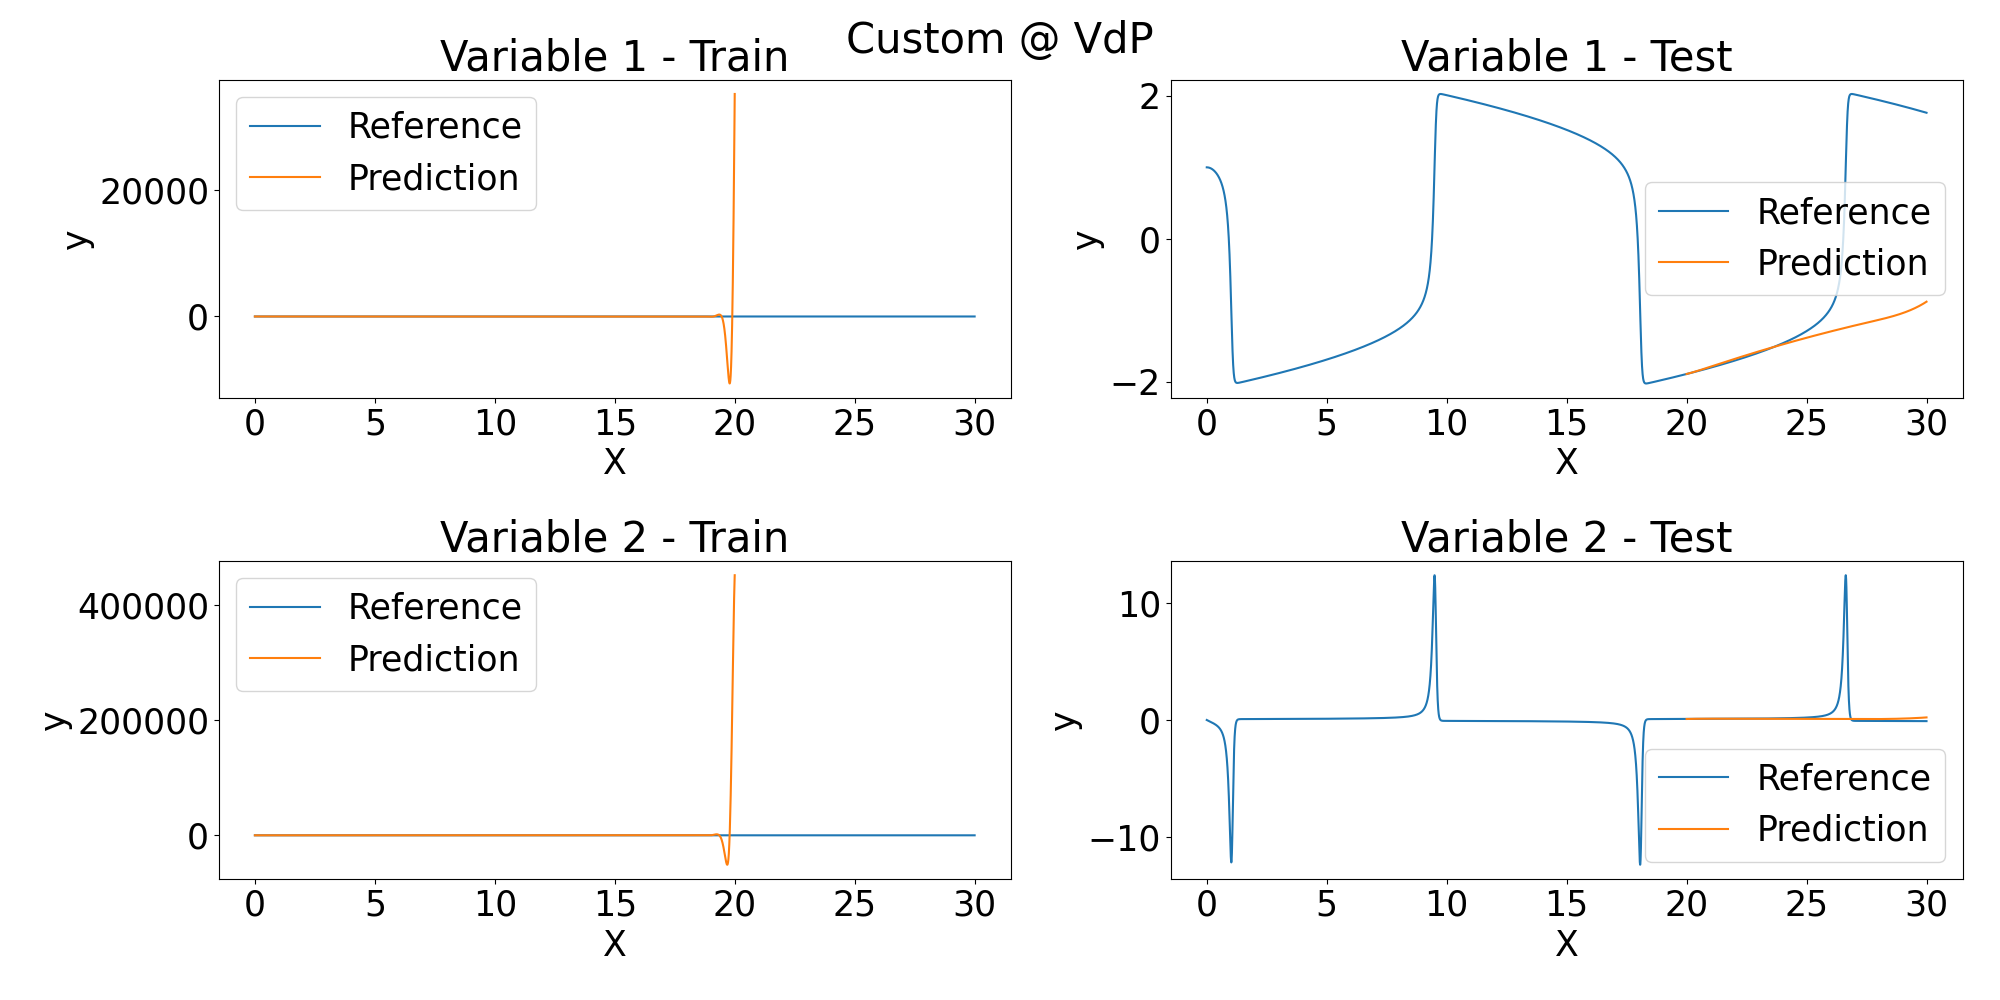 Custom @ VdP
Variable 1 - Train
Reference
Prediction
20000
0
y
0 5 10 15 20 25 30
X
Variable 1 - Test
2
0
−2
y
Reference
Prediction
0 5 10 15 20 25 30
X
Variable 2 - Train
Reference
Prediction
400000
200000
0
y
0 5 10 15 20 25 30
X
Variable 2 - Test
10
0
−10
y
Reference
Prediction
0 5 10 15 20 25 30
X